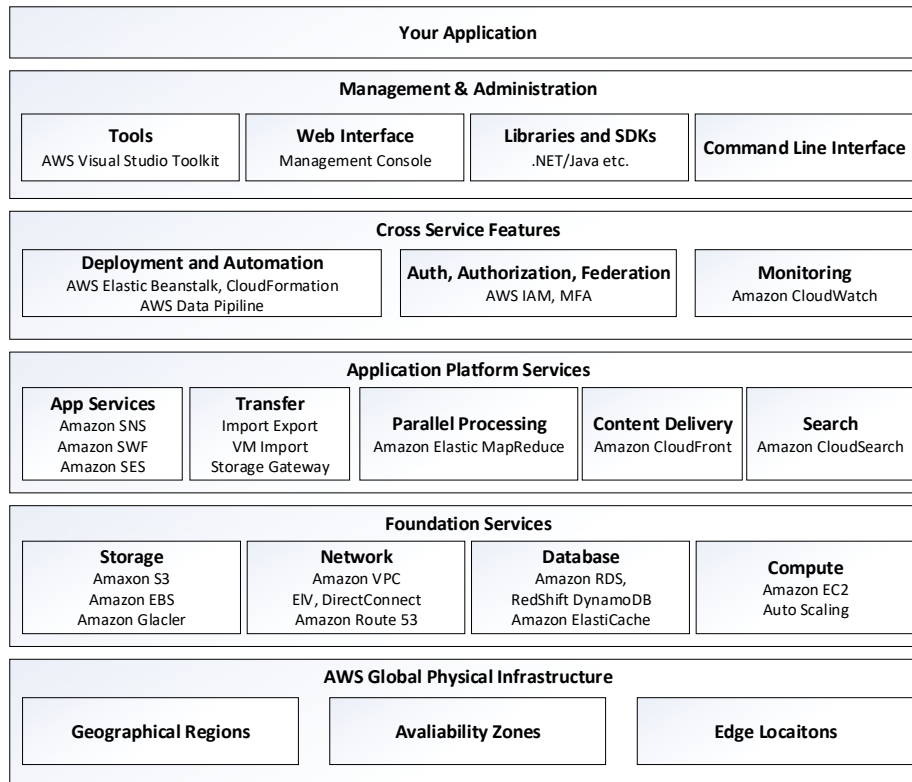 Your Application
Management & Administration
Tools
AWS Visual Studio Toolkit
Web Interface
Management Console
Libraries and SDKs
.NET/Java etc.
Command Line Interface
Cross Service Features
Deployment and Automation
AWS Elastic Beanstalk, CloudFormation
AWS Data Pipiline
Auth, Authorization, Federation
AWS IAM, MFA
Monitoring
Amazon CloudWatch
Application Platform Services
App Services
Amazon SNS
Amazon SWF
Amazon SES
Transfer
Import Export
VM Import
Storage Gateway
Parallel Processing
Amazon Elastic MapReduce
Content Delivery
Amazon CloudFront
Search
Amazon CloudSearch
Foundation Services
Storage
Amaxon S3
Amazon EBS
Amazon Glacler
Network
Amazon VPC
ElV, DirectConnect
Amazon Route 53
Database
Amazon RDS,
RedShift DynamoDB
Amazon ElastiCache
Compute
Amazon EC2
Auto Scaling
AWS Global Physical Infrastructure
Geographical Regions
Avaliability Zones
Edge Locaitons